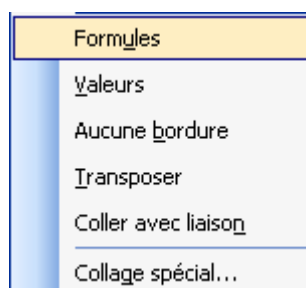 Formules
Valeurs
Aucune bordure
Transposer
Coller avec liaison
Collage spécial...